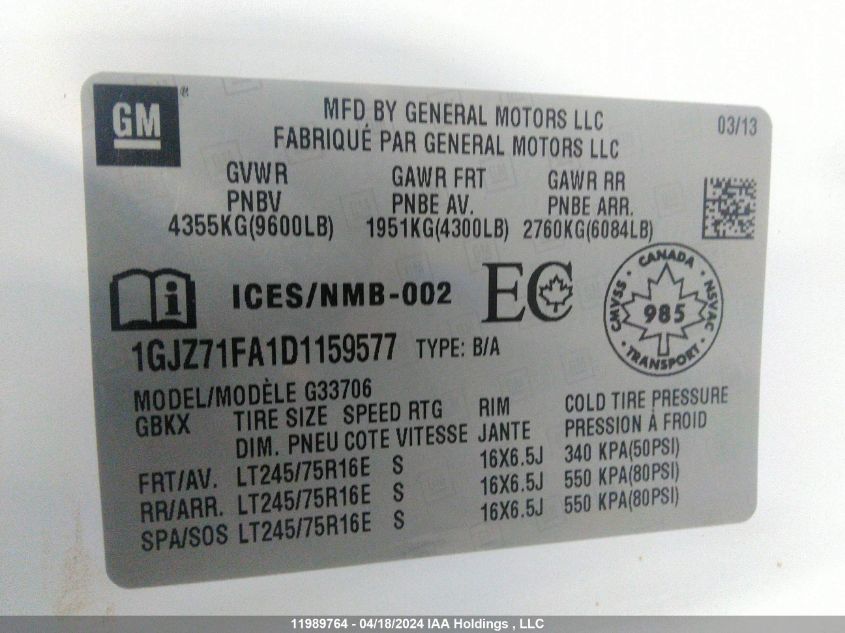 GM®
MFD BY GENERAL MOTORS LLC
03/13
FABRIQUÉ PAR GENERAL MOTORS LLC
GVWR GAWR FRT GAWR RR
PNBV PNBE AV. PNBE ARR.
4355KG(9600LB) 1951KG(4300LB) 2760KG(6084LB)
i ICES/NMB-002 EC
CANADA
CMVSS 985 NSVAC
TRANSPORT
1GJZ71FA1D1159577 TYPE: B/A
MODEL/MODÈLE G33706
GBKX TIRE SIZE SPEED RTG RIM COLD TIRE PRESSURE
DIM. PNEU COTE VITESSE JANTE PRESSION À FROID
FRT/AV. LT245/75R16E S 16X6.5J 340 KPA(50PSI)
RR/ARR. LT245/75R16E S 16X6.5J 550 KPA(80PSI)
SPA/SOS LT245/75R16E S 16X6.5J 550 KPA(80PSI)
11989764 - 04/18/2024 IAA Holdings , LLC